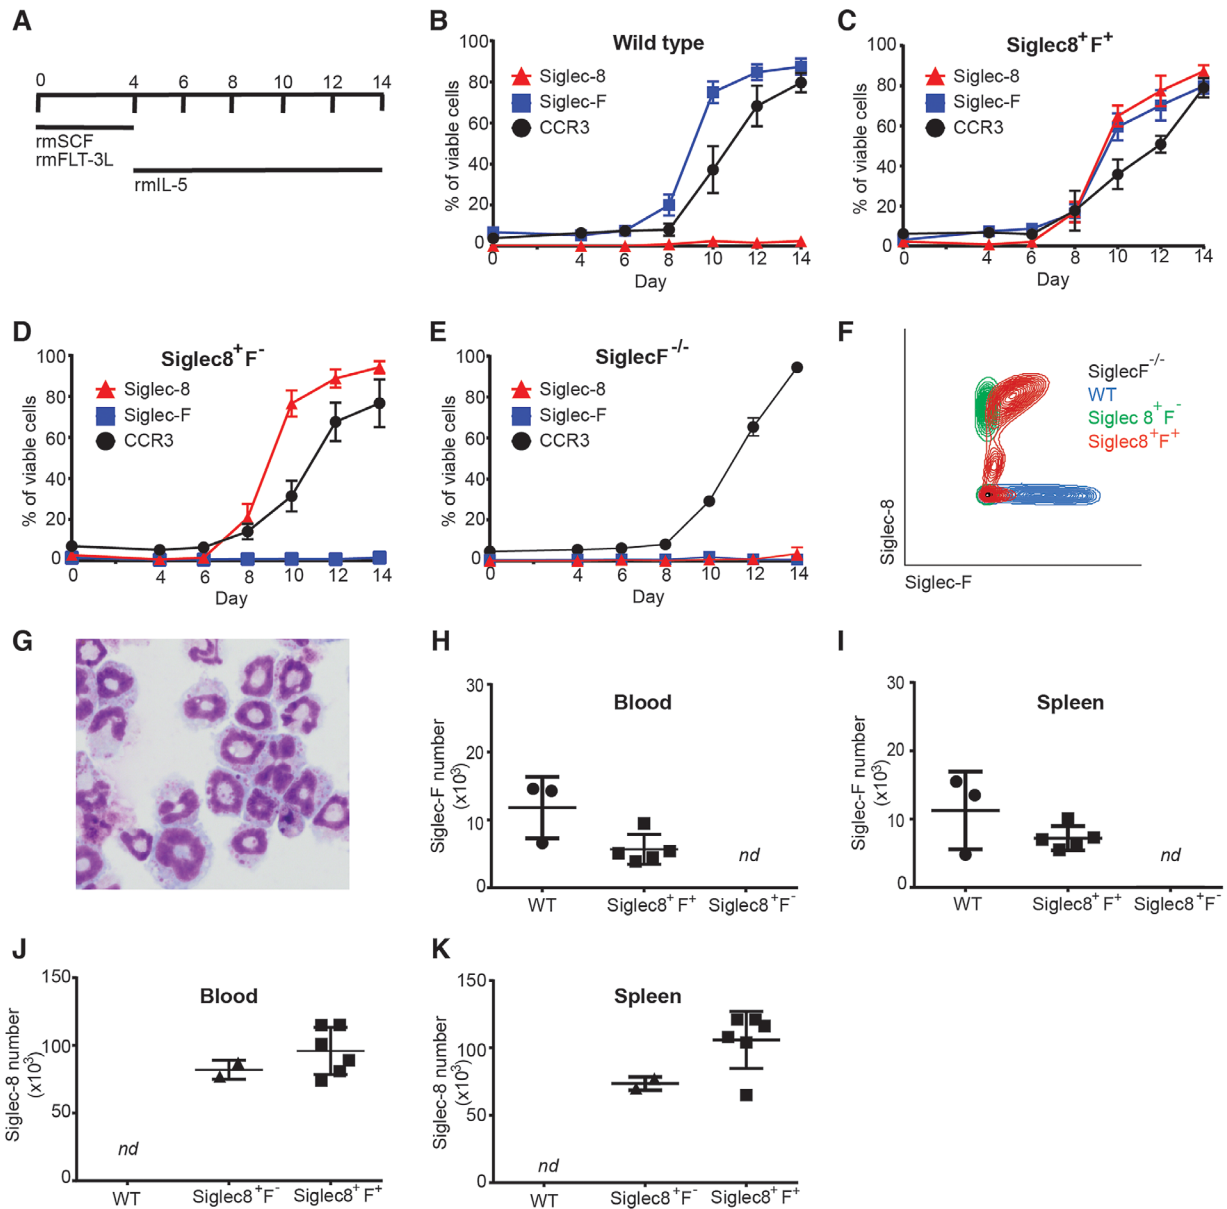 A
0 4 6 8 10 12 14
rmSCF
rmFLT-3L
rmIL-5
B
Wild type
Siglec-8
Siglec-F
CCR3
% of viable cells
100
80
60
40
20
0
0 4 6 8 10 12 14
Day
C
Siglec8+F+
Siglec-8
Siglec-F
CCR3
% of viable cells
100
80
60
40
20
0
0 4 6 8 10 12 14
Day
D
Siglec8+F-
Siglec-8
Siglec-F
CCR3
% of viable cells
100
80
60
40
20
0
0 4 6 8 10 12 14
Day
E
SiglecF-/-
Siglec-8
Siglec-F
CCR3
% of viable cells
100
80
60
40
20
0
0 4 6 8 10 12 14
Day
F
SiglecF-/-
WT
Siglec 8+F-
Siglec8+F+
Siglec-8
Siglec-F
G
H
Blood
Siglec-F number
(x10³)
30
20
10
0
nd
WT Siglec8+F+ Siglec8+F-
I
Spleen
Siglec-F number
(x10³)
30
20
10
0
nd
WT Siglec8+F+ Siglec8+F-
J
Blood
Siglec-8 number
(x10³)
150
100
50
0
nd
WT Siglec8+F- Siglec8+F+
K
Spleen
Siglec-8 number
(x10³)
150
100
50
0
nd
WT Siglec8+F- Siglec8+F+